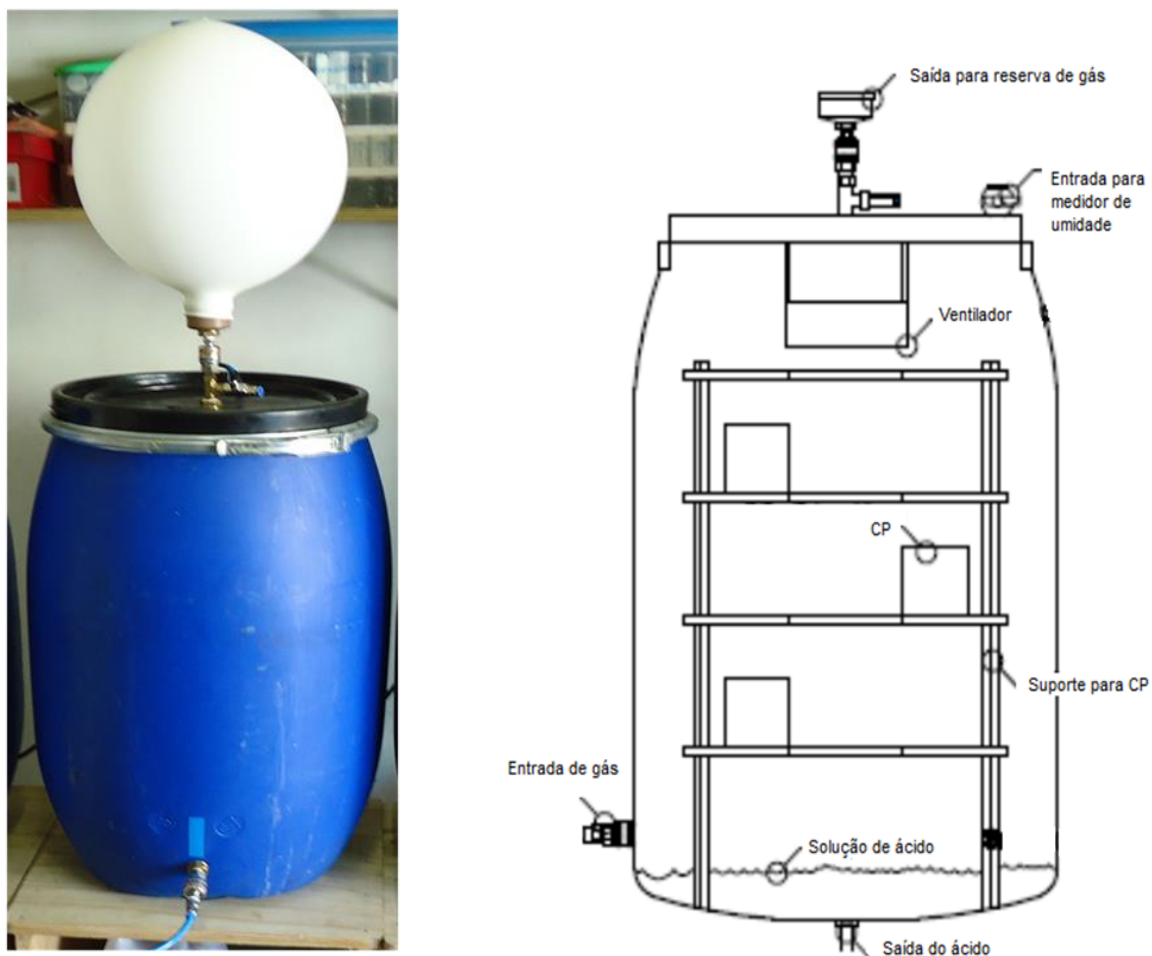 Saída para reserva de gás
Entrada para
medidor de
umidade
Ventilador
CP
Suporte para CP
Entrada de gás
Solução de ácido
Saída do ácido